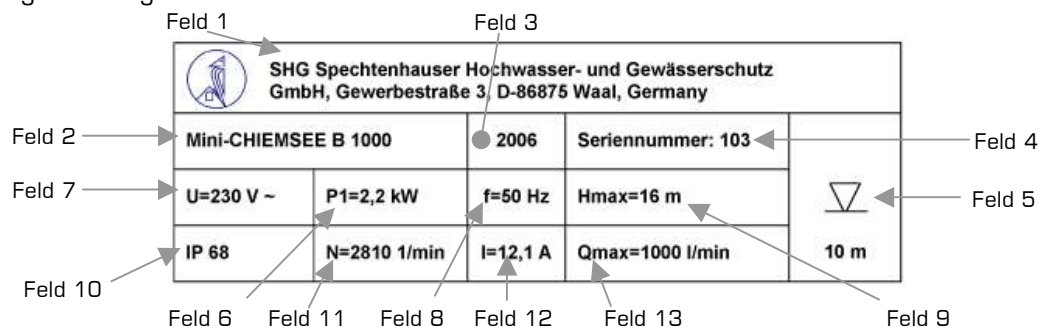 Feld 1
Feld 3
SHG Spechtenhauser Hochwasser- und Gewässerschutz
GmbH, Gewerbestraße 3, D-86875 Waal, Germany
Feld 2
Mini-CHIEMSEE B 1000
2006
Seriennummer: 103
Feld 4
Feld 7
U=230 V ~
P1=2,2 kW
f=50 Hz
Hmax=16 m
Feld 5
IP 68
N=2810 1/min
I=12,1 A
Qmax=1000 l/min
10 m
Feld 10
Feld 6
Feld 11
Feld 8
Feld 12
Feld 13
Feld 9